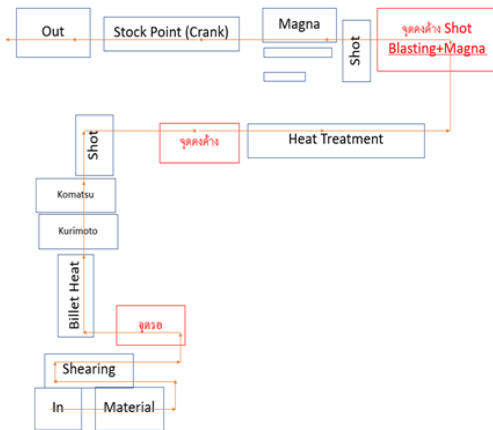 Out
Stock Point (Crank)
Magna
Shot
จุดคงค้าง Shot
Blasting+Magna
Shot
จุดคงค้าง
Heat Treatment
Komatsu
Kurimoto
Billet Heat
จุดรอ
Shearing
In
Material